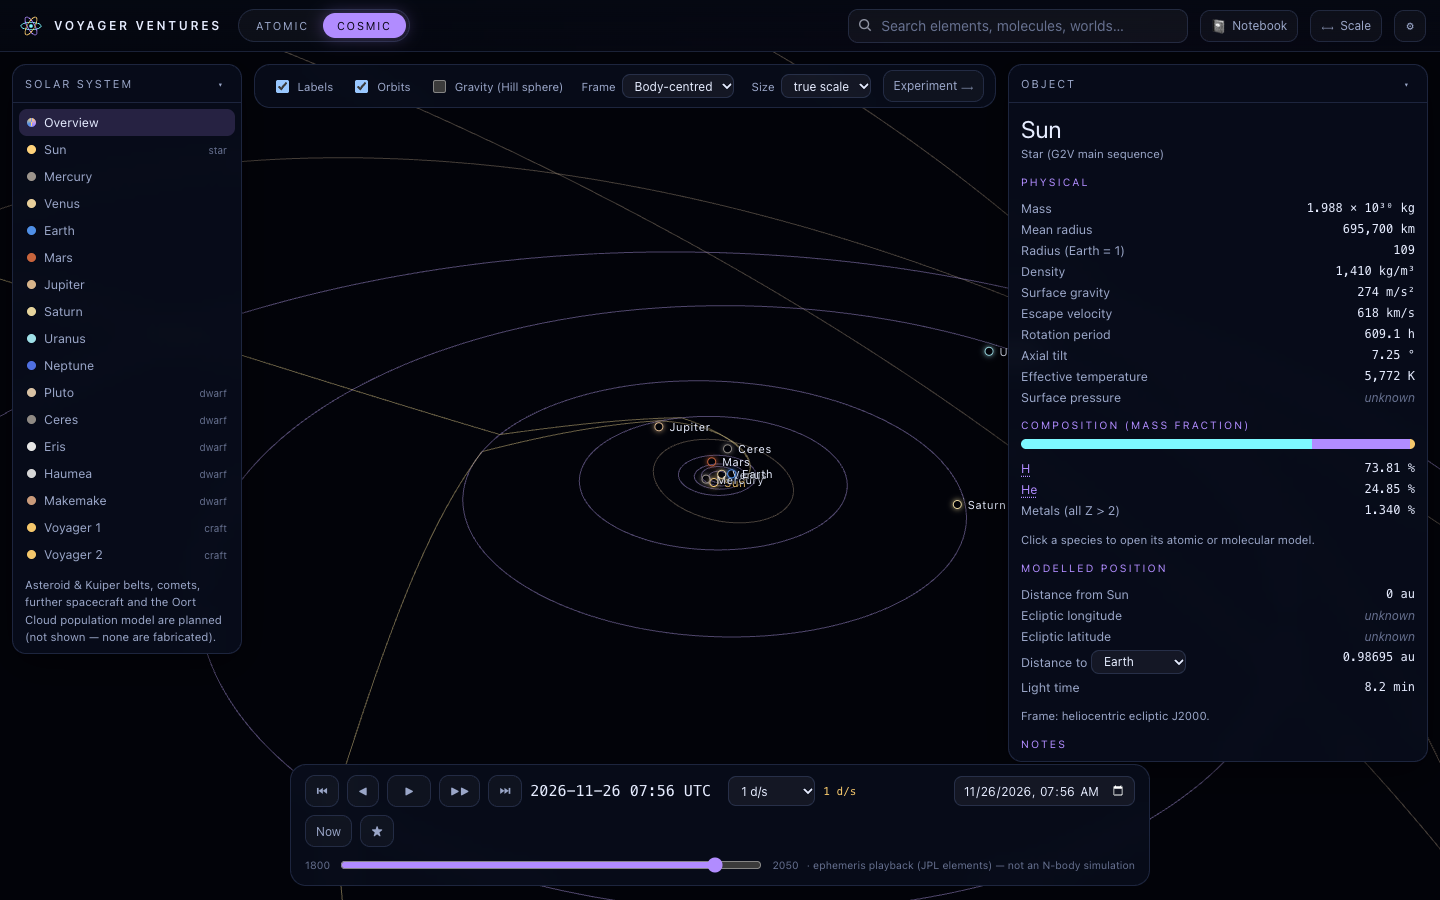 VOYAGER VENTURES
ATOMIC
COSMIC
Search elements, molecules, worlds...
Notebook
Scale
SOLAR SYSTEM
Overview
Sun star
Mercury
Venus
Earth
Mars
Jupiter
Saturn
Uranus
Neptune
Pluto dwarf
Ceres dwarf
Eris dwarf
Haumea dwarf
Makemake dwarf
Voyager 1 craft
Voyager 2 craft
Asteroid & Kuiper belts, comets,
further spacecraft and the Oort
Cloud population model are planned
(not shown — none are fabricated).
Labels
Orbits
Gravity (Hill sphere)
Frame Body-centred
Size true scale
Experiment
U
Jupiter
Ceres
Mars
Earth
Mercury
Sun
Saturn
OBJECT
Sun
Star (G2V main sequence)
PHYSICAL
Mass 1.988 × 10³⁰ kg
Mean radius 695,700 km
Radius (Earth = 1) 109
Density 1,410 kg/m³
Surface gravity 274 m/s²
Escape velocity 618 km/s
Rotation period 609.1 h
Axial tilt 7.25 °
Effective temperature 5,772 K
Surface pressure unknown
COMPOSITION (MASS FRACTION)
H 73.81 %
He 24.85 %
Metals (all Z > 2) 1.340 %
Click a species to open its atomic or molecular model.
MODELLED POSITION
Distance from Sun 0 au
Ecliptic longitude unknown
Ecliptic latitude unknown
Distance to Earth 0.98695 au
Light time 8.2 min
Frame: heliocentric ecliptic J2000.
NOTES
2026−11−26 07:56 UTC
1 d/s
1 d/s
11/26/2026, 07:56 AM
Now
1800
2050 · ephemeris playback (JPL elements) — not an N-body simulation